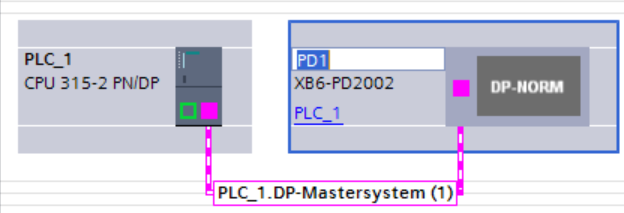 PLC_1
CPU 315-2 PN/DP
PD1
XB6-PD2002
PLC_1
DP-NORM
PLC_1.DP-Mastersystem (1)